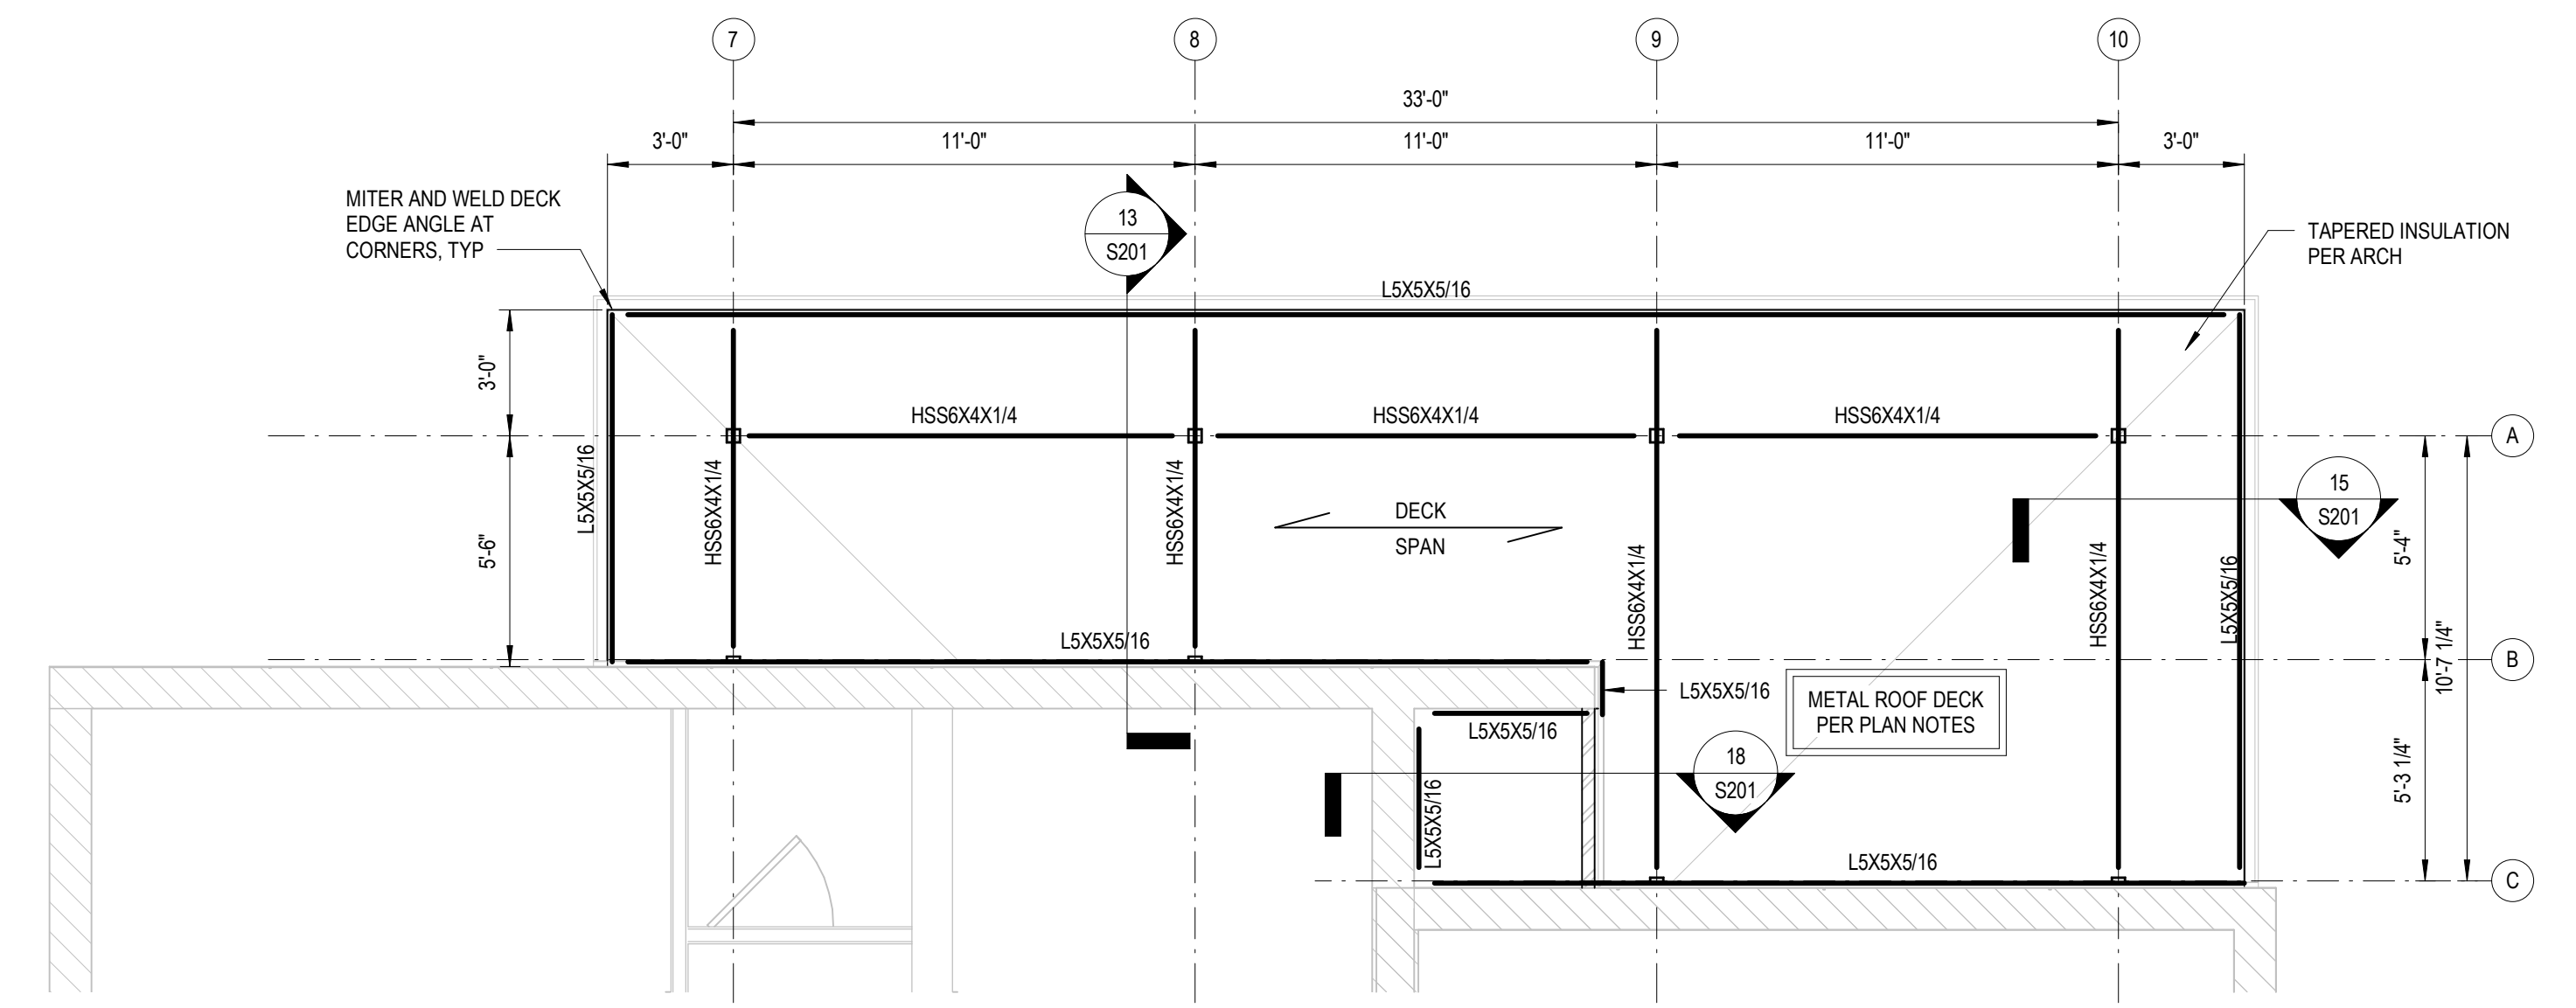 7
8
9
10
33'-0"
3'-0"
11'-0"
11'-0"
11'-0"
3'-0"
MITER AND WELD DECK
EDGE ANGLE AT
CORNERS, TYP
13
S201
TAPERED INSULATION
PER ARCH
L5X5X5/16
3'-0"
HSS6X4X1/4
HSS6X4X1/4
HSS6X4X1/4
A
L5X5X5/16
HSS6X4X1/4
HSS6X4X1/4
15
S201
DECK
SPAN
5'-6"
HSS6X4X1/4
HSS6X4X1/4
L5X5X5/16
5'-4"
L5X5X5/16
B
10'-7 1/4"
L5X5X5/16
METAL ROOF DECK
PER PLAN NOTES
L5X5X5/16
18
S201
5'-3 1/4"
L5X5X5/16
L5X5X5/16
C